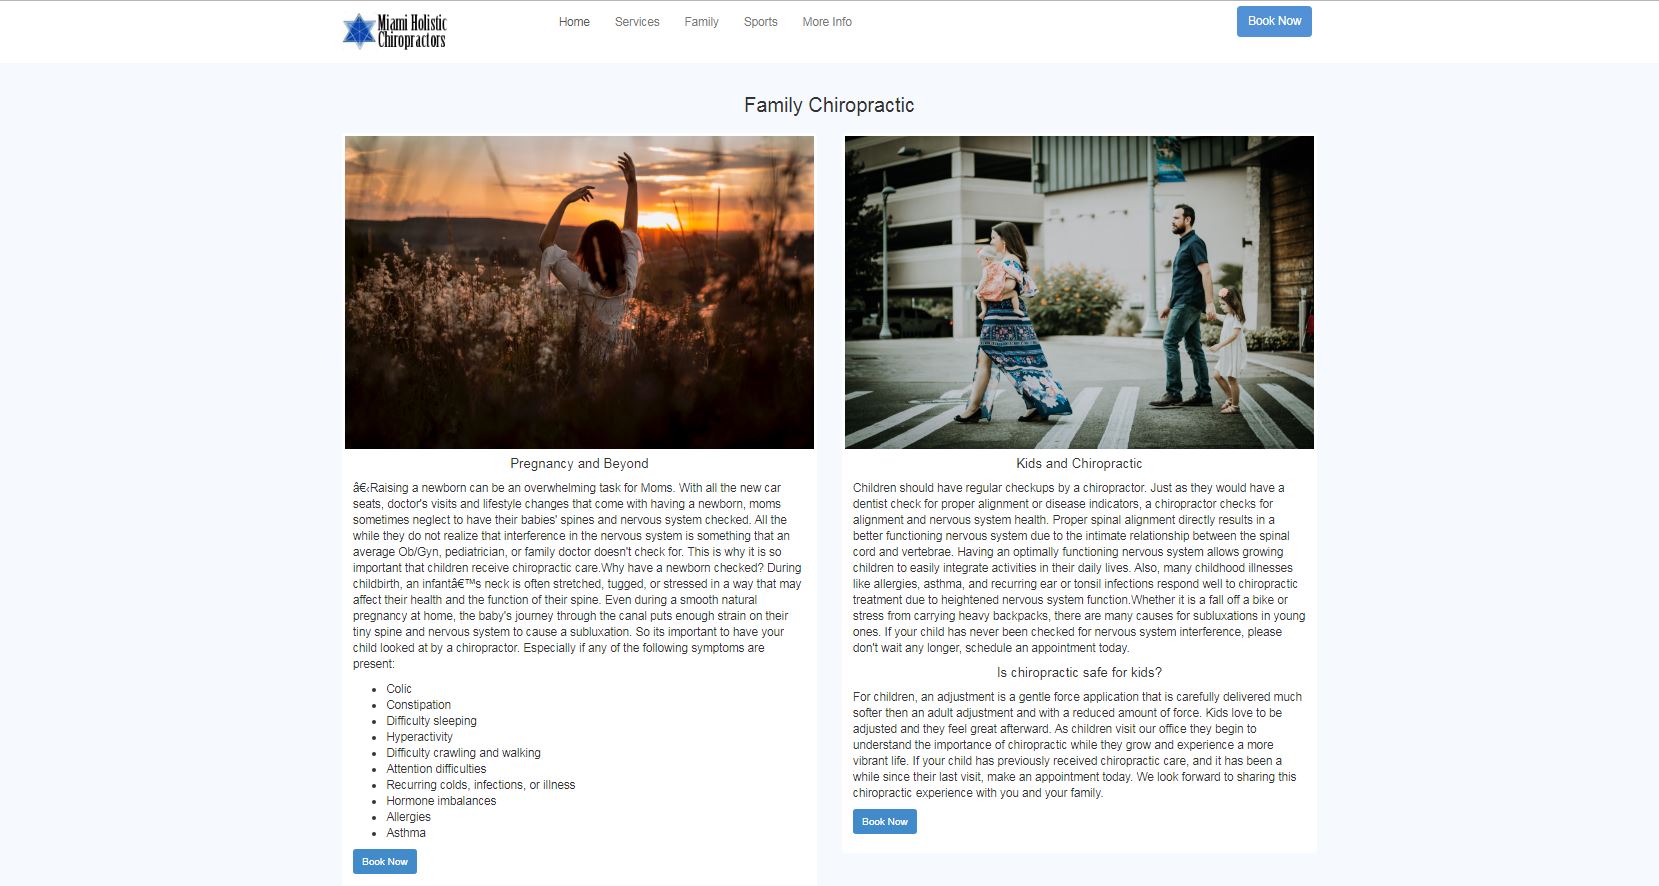 Miami Holistic
Chiropractors
Home Services Family Sports More Info
Book Now
Family Chiropractic
Pregnancy and Beyond
â€‹Raising a newborn can be an overwhelming task for Moms. With all the new car
seats, doctor's visits and lifestyle changes that come with having a newborn, moms
sometimes neglect to have their babies' spines and nervous system checked. All the
while they do not realize that interference in the nervous system is something that an
average Ob/Gyn, pediatrician, or family doctor doesn't check for. This is why it is so
important that children receive chiropractic care.Why have a newborn checked? During
childbirth, an infantâ€™s neck is often stretched, tugged, or stressed in a way that may
affect their health and the function of their spine. Even during a smooth natural
pregnancy at home, the baby's journey through the canal puts enough strain on their
tiny spine and nervous system to cause a subluxation. So its important to have your
child looked at by a chiropractor. Especially if any of the following symptoms are
present:
• Colic
• Constipation
• Difficulty sleeping
• Hyperactivity
• Difficulty crawling and walking
• Attention difficulties
• Recurring colds, infections, or illness
• Hormone imbalances
• Allergies
• Asthma
Book Now
Kids and Chiropractic
Children should have regular checkups by a chiropractor. Just as they would have a
dentist check for proper alignment or disease indicators, a chiropractor checks for
alignment and nervous system health. Proper spinal alignment directly results in a
better functioning nervous system due to the intimate relationship between the spinal
cord and vertebrae. Having an optimally functioning nervous system allows growing
children to easily integrate activities in their daily lives. Also, many childhood illnesses
like allergies, asthma, and recurring ear or tonsil infections respond well to chiropractic
treatment due to heightened nervous system function.Whether it is a fall off a bike or
stress from carrying heavy backpacks, there are many causes for subluxations in young
ones. If your child has never been checked for nervous system interference, please
don't wait any longer, schedule an appointment today.
Is chiropractic safe for kids?
For children, an adjustment is a gentle force application that is carefully delivered much
softer then an adult adjustment and with a reduced amount of force. Kids love to be
adjusted and they feel great afterward. As children visit our office they begin to
understand the importance of chiropractic while they grow and experience a more
vibrant life. If your child has previously received chiropractic care, and it has been a
while since their last visit, make an appointment today. We look forward to sharing this
chiropractic experience with you and your family.
Book Now